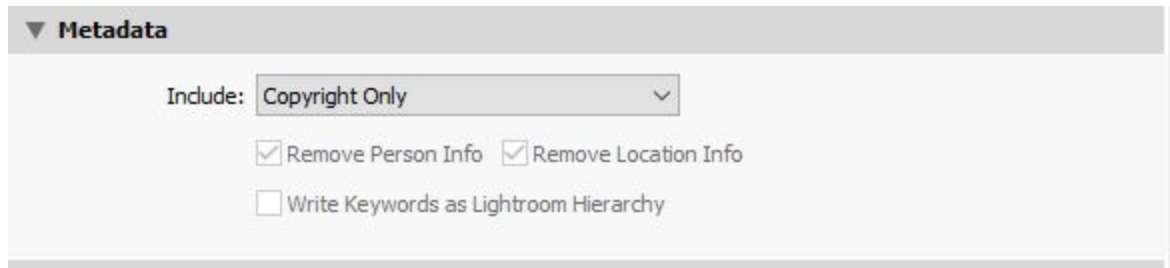 Metadata
Include: Copyright Only
Remove Person Info Remove Location Info
Write Keywords as Lightroom Hierarchy